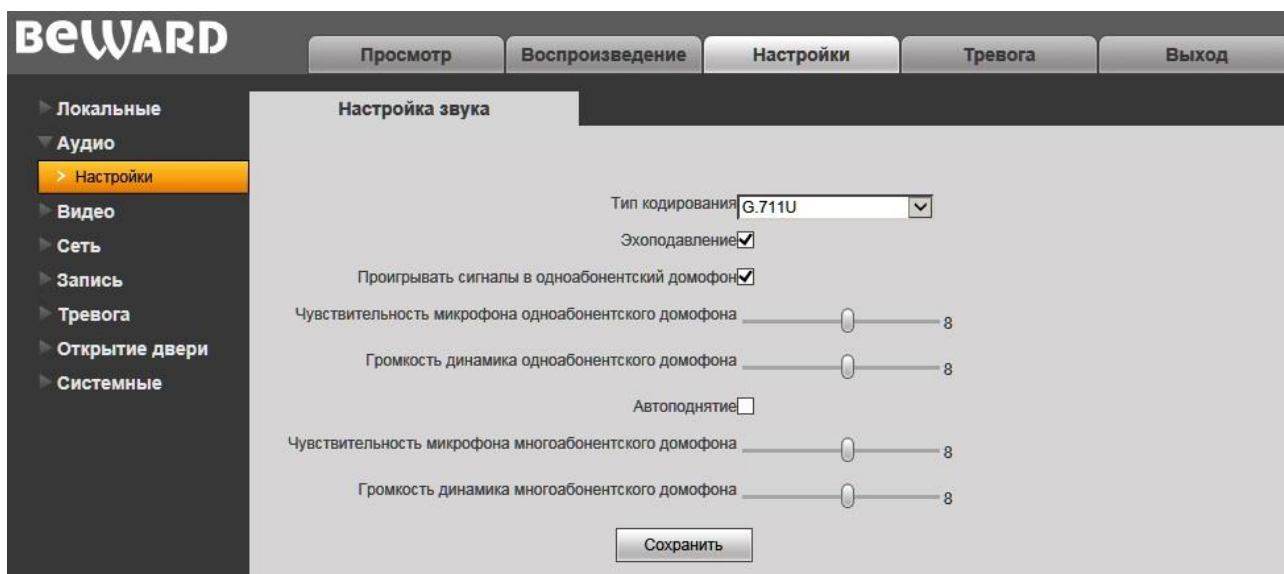 BEWARD
Просмотр Воспроизведение Настройки Тревога Выход
Локальные
Аудио
> Настройки
Видео
Сеть
Запись
Тревога
Открытие двери
Системные
Настройка звука
Тип кодирования G.711U
Эхоподавление
Проигрывать сигналы в одноабонентский домофон
Чувствительность микрофона одноабонентского домофона 8
Громкость динамика одноабонентского домофона 8
Автоподнятие
Чувствительность микрофона многоабонентского домофона 8
Громкость динамика многоабонентского домофона 8
Сохранить